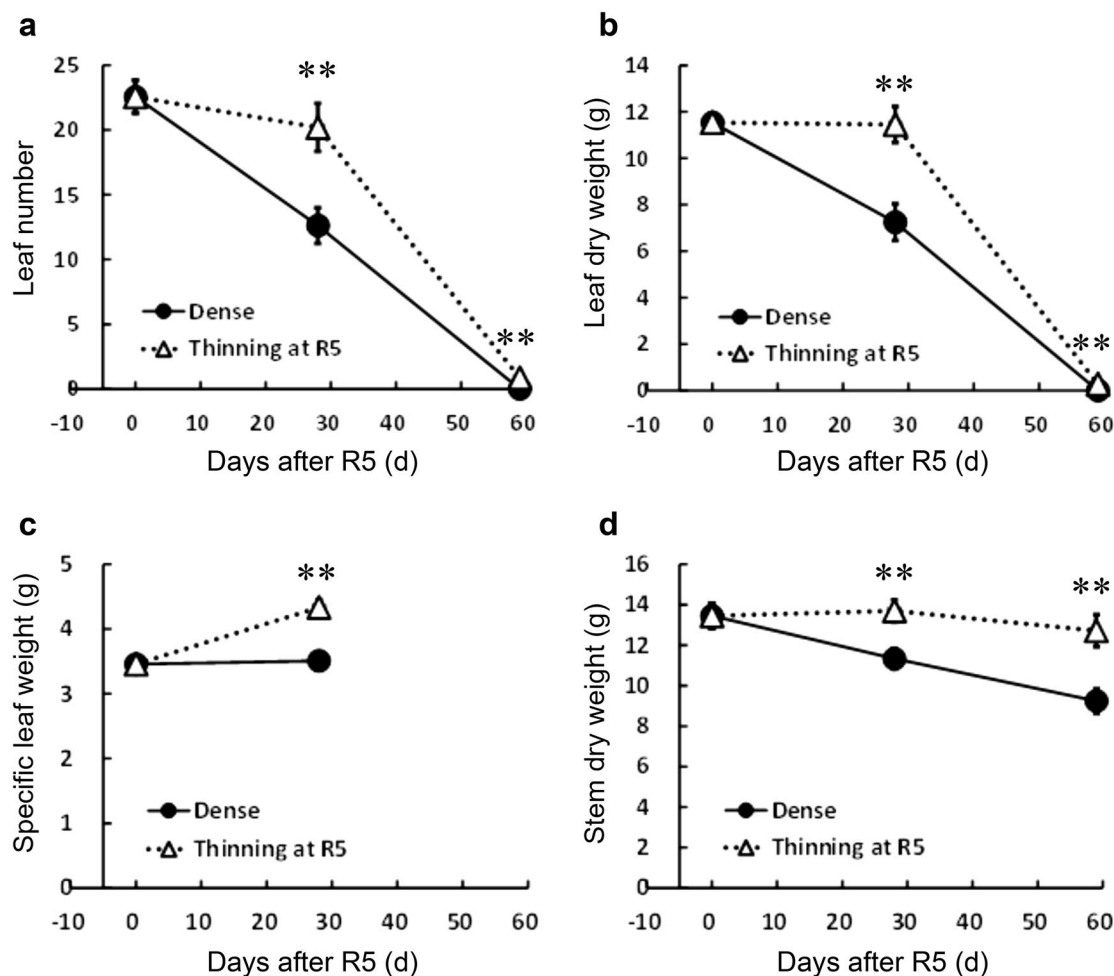 a
**
**
Leaf number
25
20
15
10
5
0
Dense
Thinning at R5
-10 0 10 20 30 40 50 60
Days after R5 (d)
b
**
**
Leaf dry weight (g)
14
12
10
8
6
4
2
0
Dense
Thinning at R5
-10 0 10 20 30 40 50 60
Days after R5 (d)
c
**
Specific leaf weight (g)
5
4
3
2
1
0
Dense
Thinning at R5
-10 0 10 20 30 40 50 60
Days after R5 (d)
d
**
**
Stem dry weight (g)
16
14
12
10
8
6
4
2
0
Dense
Thinning at R5
-10 0 10 20 30 40 50 60
Days after R5 (d)